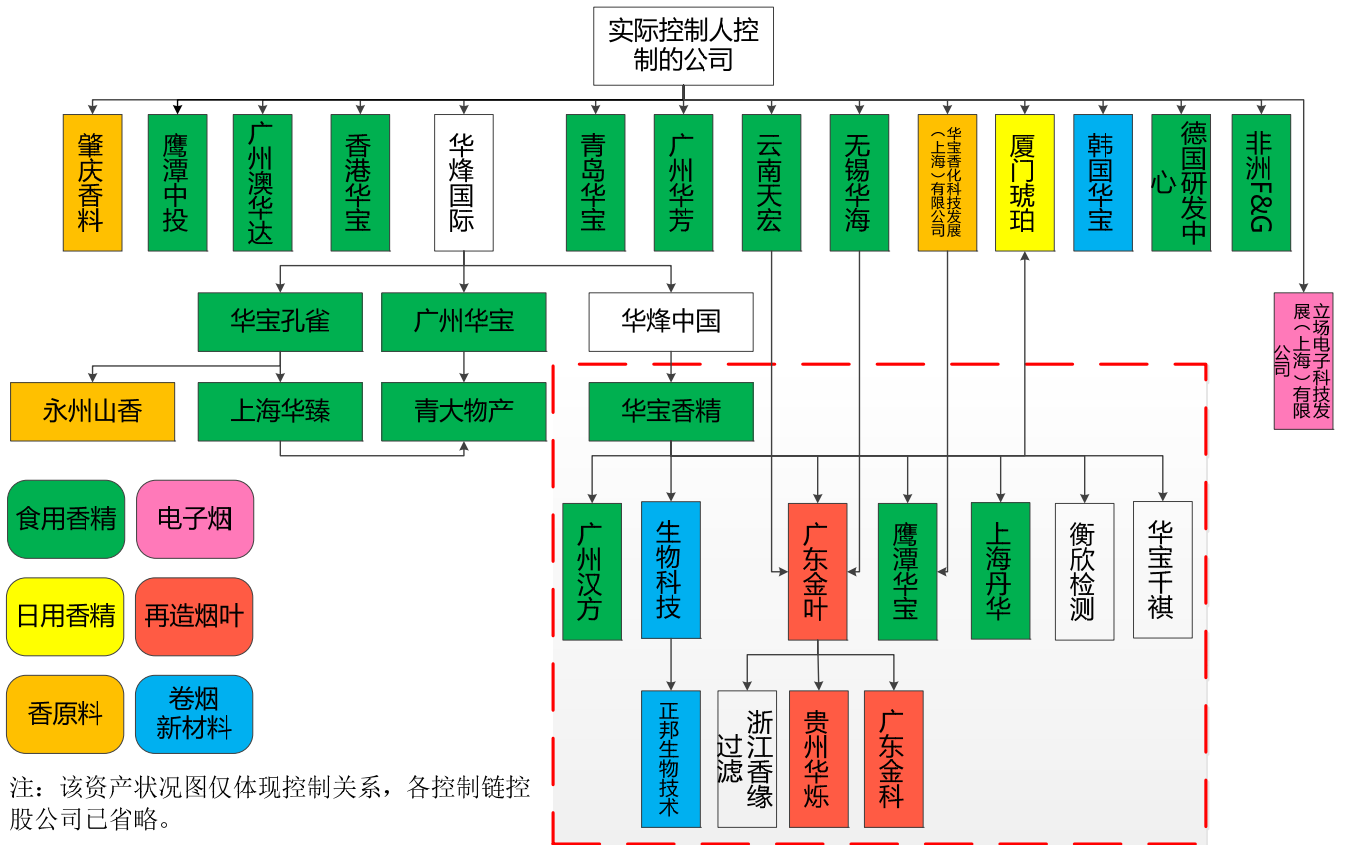 实际控制人控
制的公司
肇庆香料
鹰潭中投
广州澳华达
香港华宝
华烽国际
青岛华宝
广州华芳
云南天宏
无锡华海
华宝香化科技发展
（上海）有限公司
厦门琥珀
韩国华宝
德国研发中
心
非洲F&G
华宝孔雀
广州华宝
华烽中国
立场电子科技发
展（上海）有限
公司
永州山香
上海华臻
青大物产
华宝香精
食用香精
电子烟
广州汉方
生物科技
广东金叶
鹰潭华宝
上海丹华
衡欣检测
华宝千祺
日用香精
再造烟叶
香原料
卷烟
新材料
正邦生物技术
浙江香缘
过滤
贵州华烁
广东金科
注：该资产状况图仅体现控制关系，各控制链控
股公司已省略。